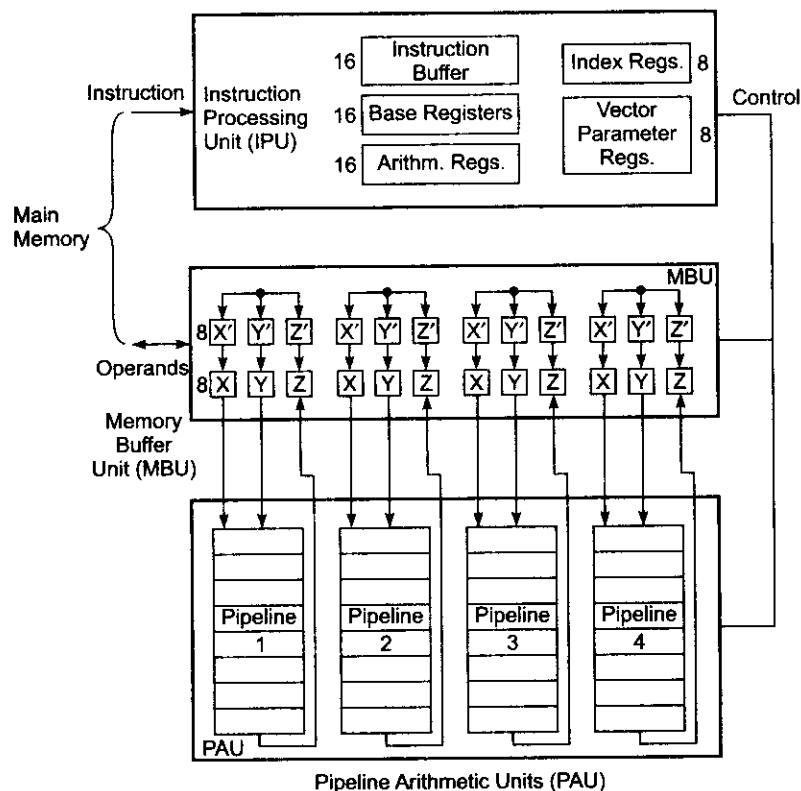 16
Instruction
Buffer
Index Regs.
8
Instruction
Instruction
Processing
Unit (IPU)
16
Base Registers
Vector
Parameter
Regs.
8
Control
16
Arithm. Regs.
Main
Memory
MBU
8 X' Y' Z' X' Y' Z' X' Y' Z' X' Y' Z'
Operands
8 X Y Z X Y Z X Y Z X Y Z
Memory
Buffer
Unit (MBU)
Pipeline
1
Pipeline
2
Pipeline
3
Pipeline
4
PAU
Pipeline Arithmetic Units (PAU)